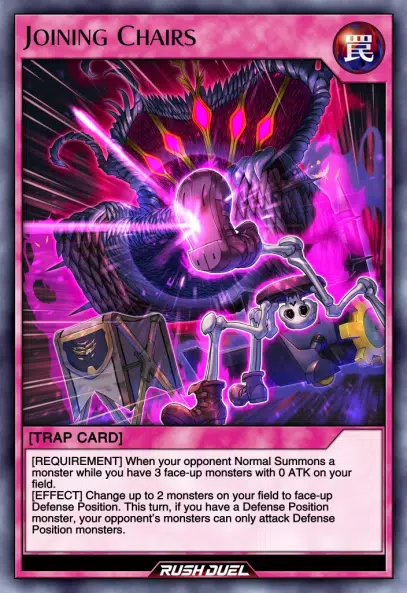 JOINING CHAIRS
罠
[TRAP CARD]
[REQUIREMENT] When your opponent Normal Summons a
monster while you have 3 face-up monsters with 0 ATK on your
field.
[EFFECT] Change up to 2 monsters on your field to face-up
Defense Position. This turn, if you have a Defense Position
monster, your opponent's monsters can only attack Defense
Position monsters.
RUSH DUEL